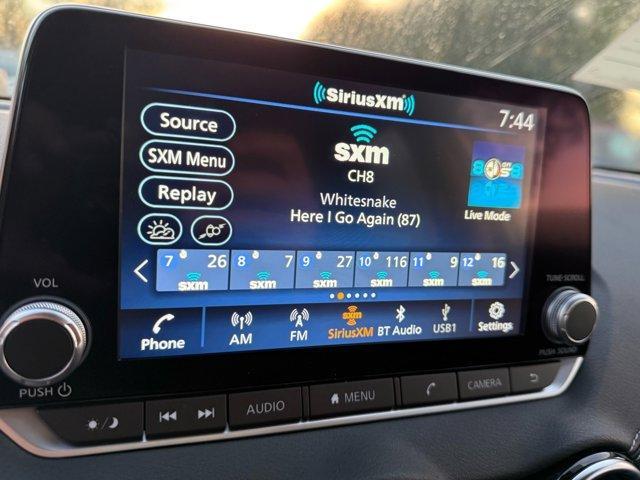 SiriusXM
7:44
Source
SXM Menu
Replay
sxm
CH8
Whitesnake
Here I Go Again (87)
80s 8
Live Mode
7 26 8 7 9 27 10 116 11 9 12 16
sxm sxm sxm sxm sxm sxm
Phone AM FM SiriusXM BT Audio USB1 Settings
VOL
PUSH
TUNE·SCROLL
PUSH SOUND
AUDIO MENU CAMERA